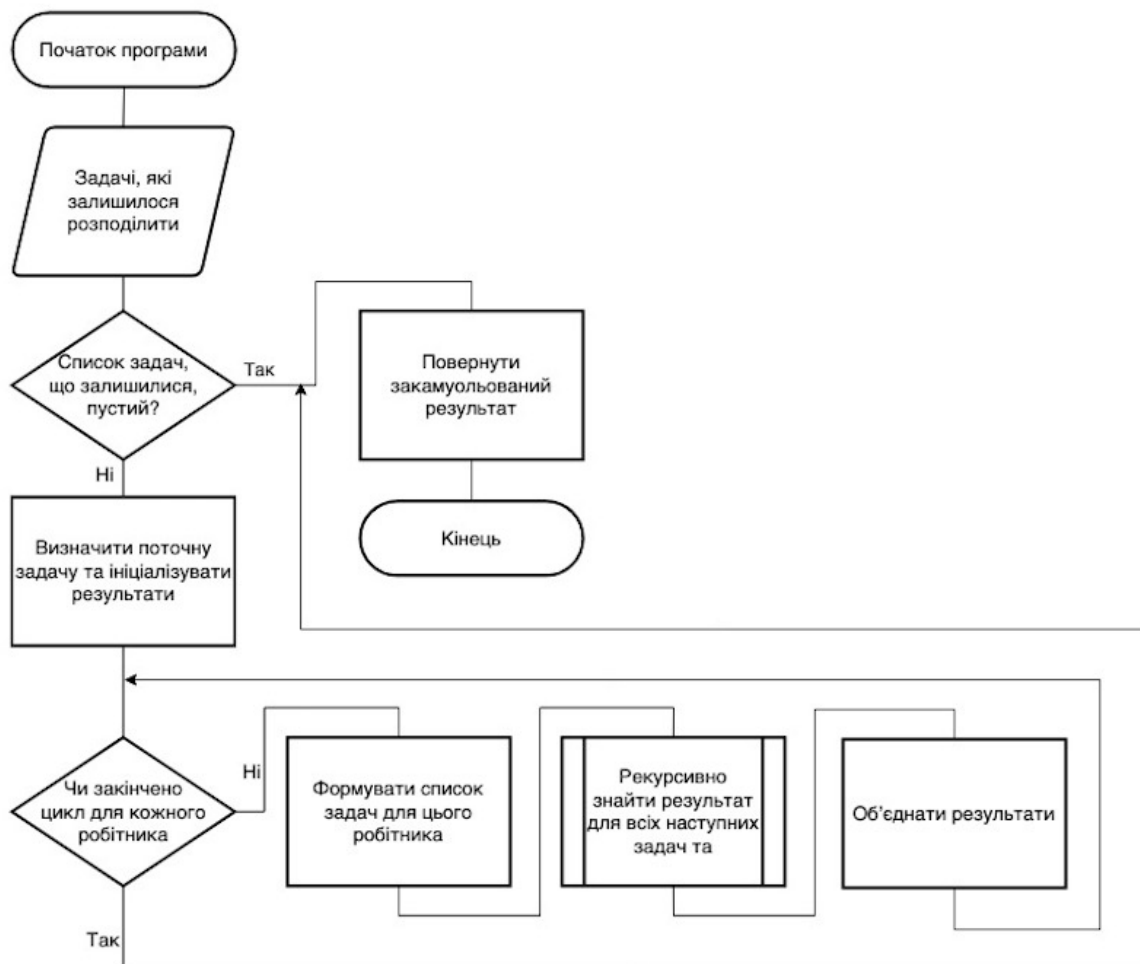 Початок програми
Задачі, які
залишилося
розподілити
Список задач,
що залишилися,
пустий?
Так
Повернути
закамуольований
результат
Ні
Кінець
Визначити поточну
задачу та ініціалізувати
результати
Чи закінчено
цикл для кожного
робітника
Ні
Формувати список
задач для цього
робітника
Рекурсивно
знайти результат
для всіх наступних
задач та
Об’єднати результати
Так